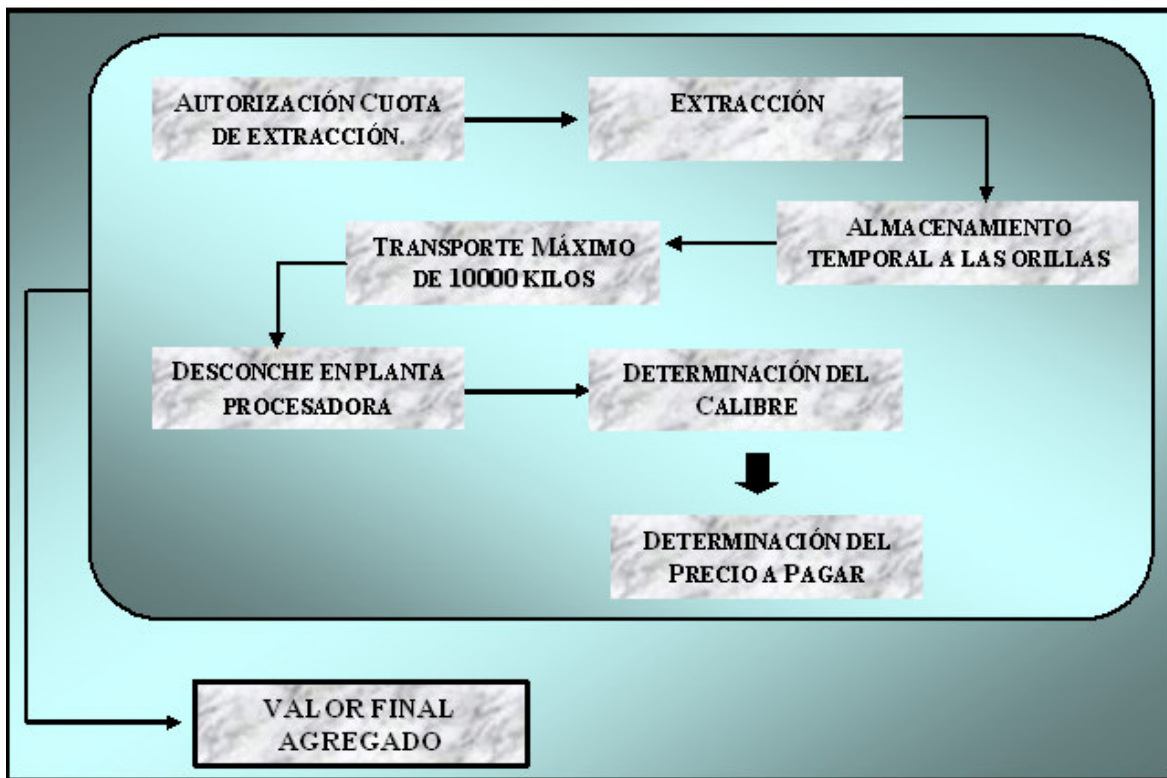 AUTORIZACIÓN CUOTA
DE EXTRACCIÓN.
EXTRACCIÓN
ALMACENAMIENTO
TEMPORAL A LAS ORILLAS
TRANSPORTE MÁXIMO
DE 10000 KILOS
DESCONCHE EN PLANTA
PROCESADORA
DETERMINACIÓN DEL
CALIBRE
DETERMINACIÓN DEL
PRECIO A PAGAR
VALOR FINAL
AGREGADO